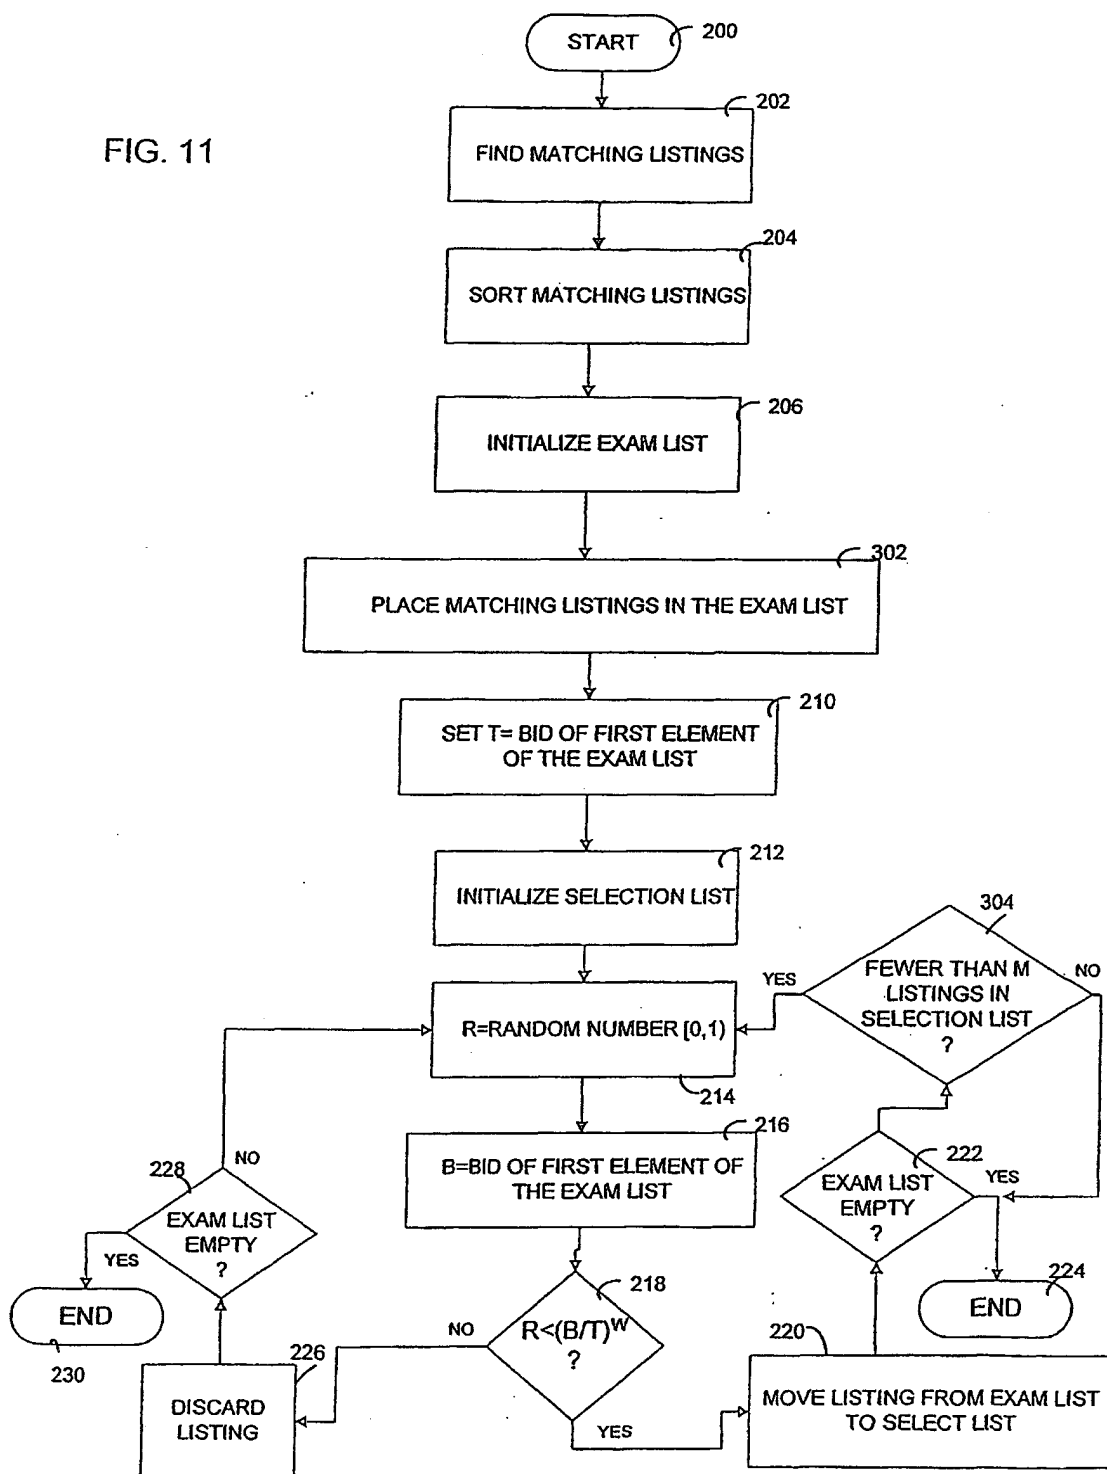 START
200
202
FIG. 11
FIND MATCHING LISTINGS
204
SORT MATCHING LISTINGS
206
INITIALIZE EXAM LIST
302
PLACE MATCHING LISTINGS IN THE EXAM LIST
210
SET T= BID OF FIRST ELEMENT
OF THE EXAM LIST
212
INITIALIZE SELECTION LIST
304
FEWER THAN M
LISTINGS IN
SELECTION LIST
?
YES
NO
R=RANDOM NUMBER [0,1)
214
216
B=BID OF FIRST ELEMENT OF
THE EXAM LIST
222
EXAM LIST
EMPTY
?
YES
224
END
228
NO
EXAM LIST
EMPTY
?
YES
END
230
218
R<(B/T)^W
?
NO
YES
226
DISCARD
LISTING
220
MOVE LISTING FROM EXAM LIST
TO SELECT LIST